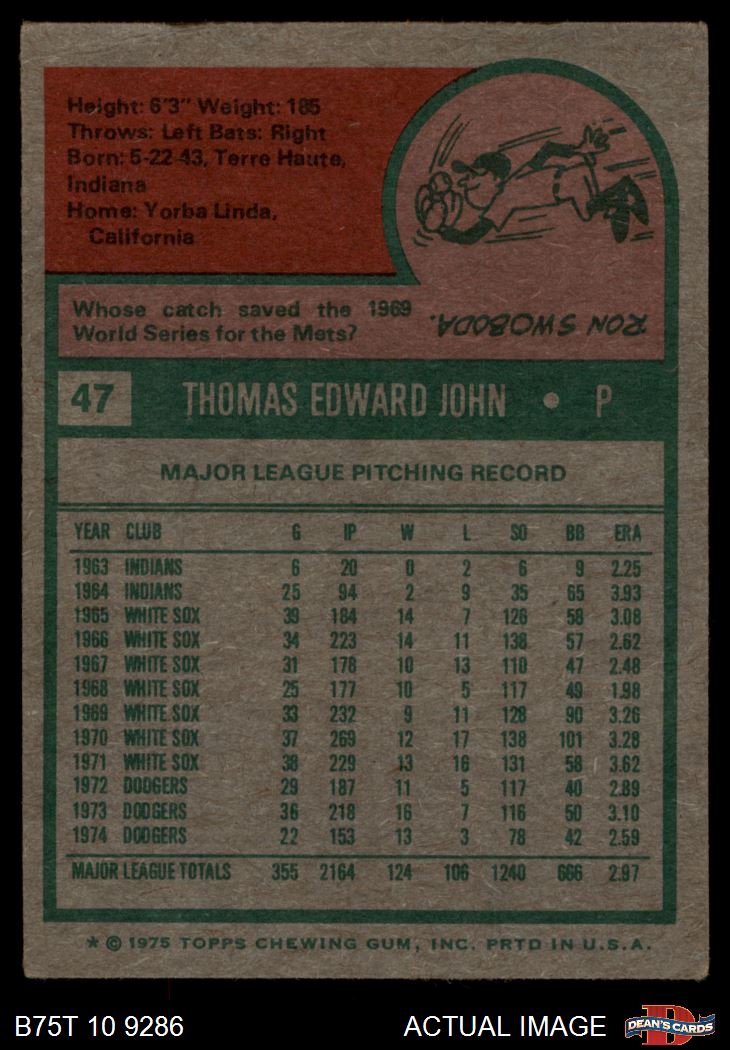 Height: 6'3" Weight: 185
Throws: Left Bats: Right
Born: 5-22-43, Terre Haute,
Indiana
Home: Yorba Linda,
California
Whose catch saved the 1969
World Series for the Mets?
RON SWOBODA.
47 THOMAS EDWARD JOHN • P
MAJOR LEAGUE PITCHING RECORD
YEAR CLUB G IP W L SO BB ERA
1963 INDIANS 6 20 0 2 6 9 2.25
1964 INDIANS 25 94 2 9 35 65 3.93
1965 WHITE SOX 39 184 14 7 126 58 3.08
1966 WHITE SOX 34 223 14 11 138 57 2.62
1967 WHITE SOX 31 178 10 13 110 47 2.48
1968 WHITE SOX 25 177 10 5 117 49 1.98
1969 WHITE SOX 33 232 9 11 128 90 3.26
1970 WHITE SOX 37 269 12 17 138 101 3.28
1971 WHITE SOX 38 229 13 16 131 58 3.62
1972 DODGERS 29 187 11 5 117 40 2.89
1973 DODGERS 36 218 16 7 116 50 3.10
1974 DODGERS 22 153 13 3 78 42 2.59
MAJOR LEAGUE TOTALS 355 2164 124 106 1240 666 2.97
* © 1975 TOPPS CHEWING GUM, INC. PRTD IN U.S.A.
B75T 10 9286 ACTUAL IMAGE
D
DEAN'S CARDS